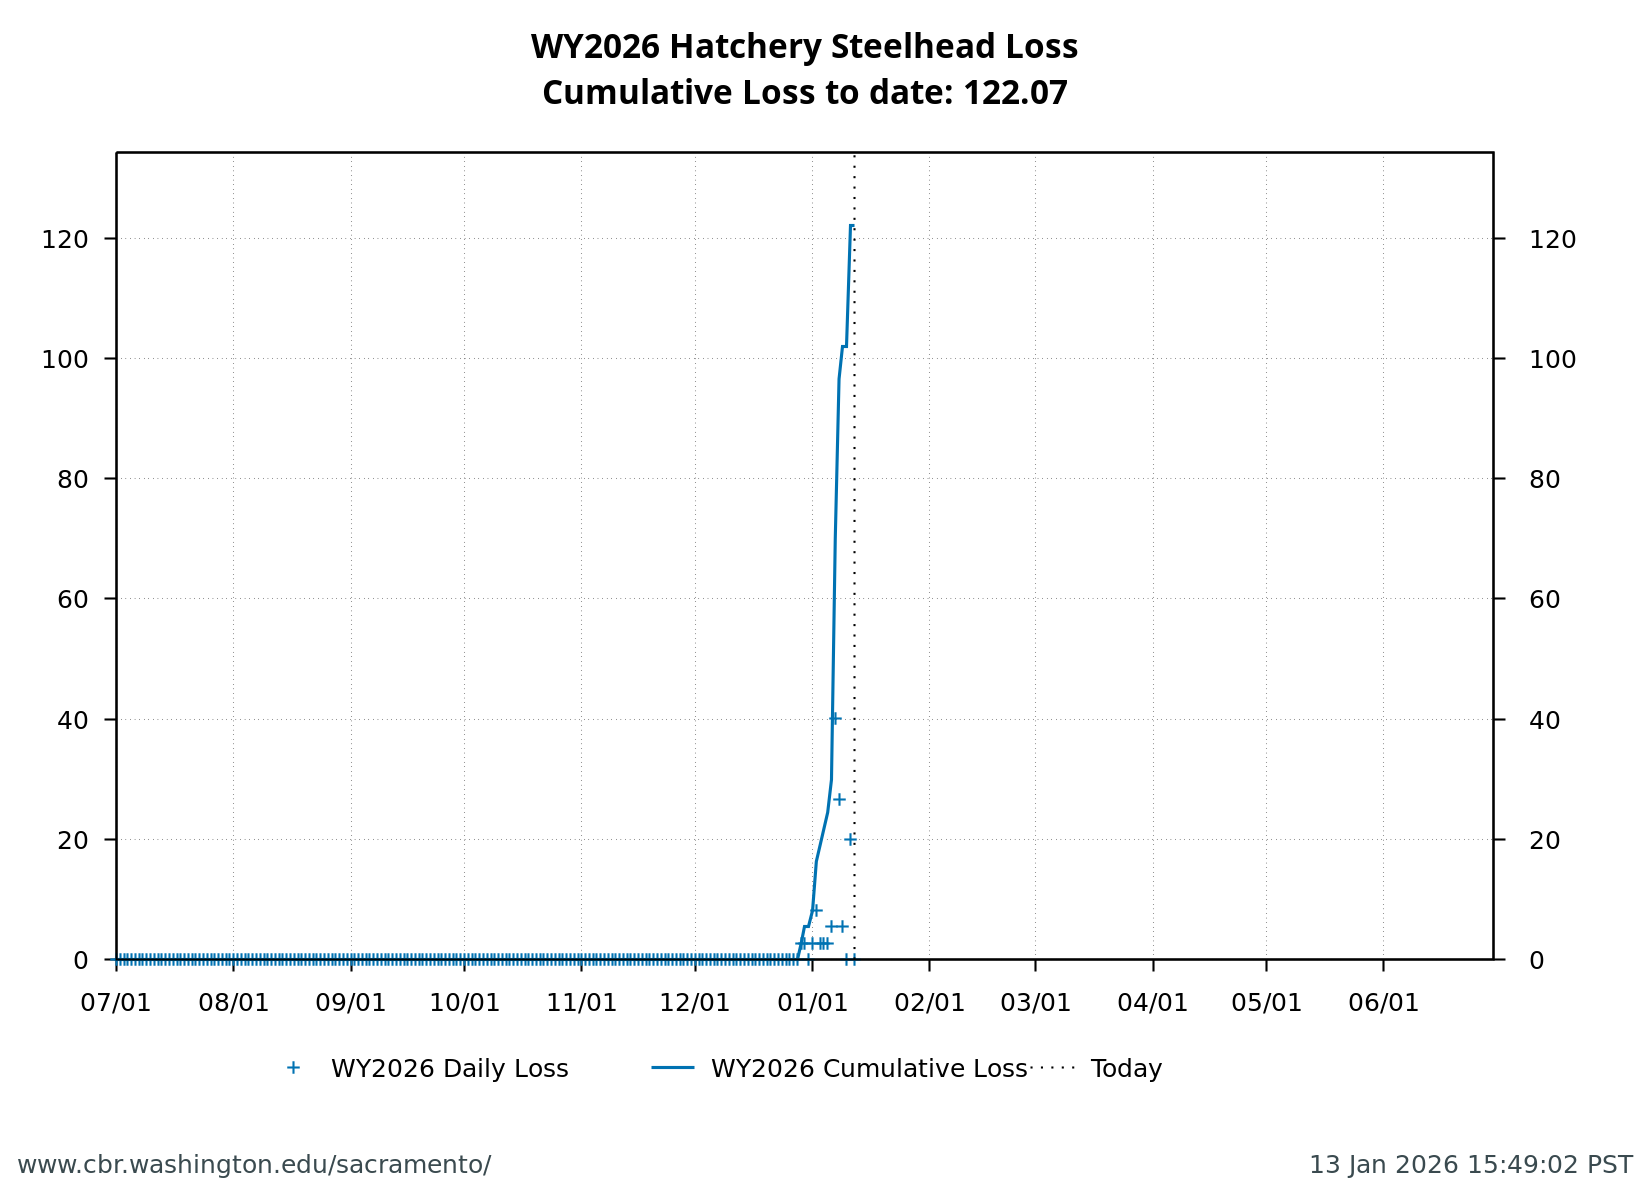 WY2026 Hatchery Steelhead Loss
Cumulative Loss to date: 122.07
120 120
100 100
80 80
60 60
40 40
20 20
0 0
07/01 08/01 09/01 10/01 11/01 12/01 01/01 02/01 03/01 04/01 05/01 06/01
WY2026 Daily Loss WY2026 Cumulative Loss Today
www.cbr.washington.edu/sacramento/ 13 Jan 2026 15:49:02 PST